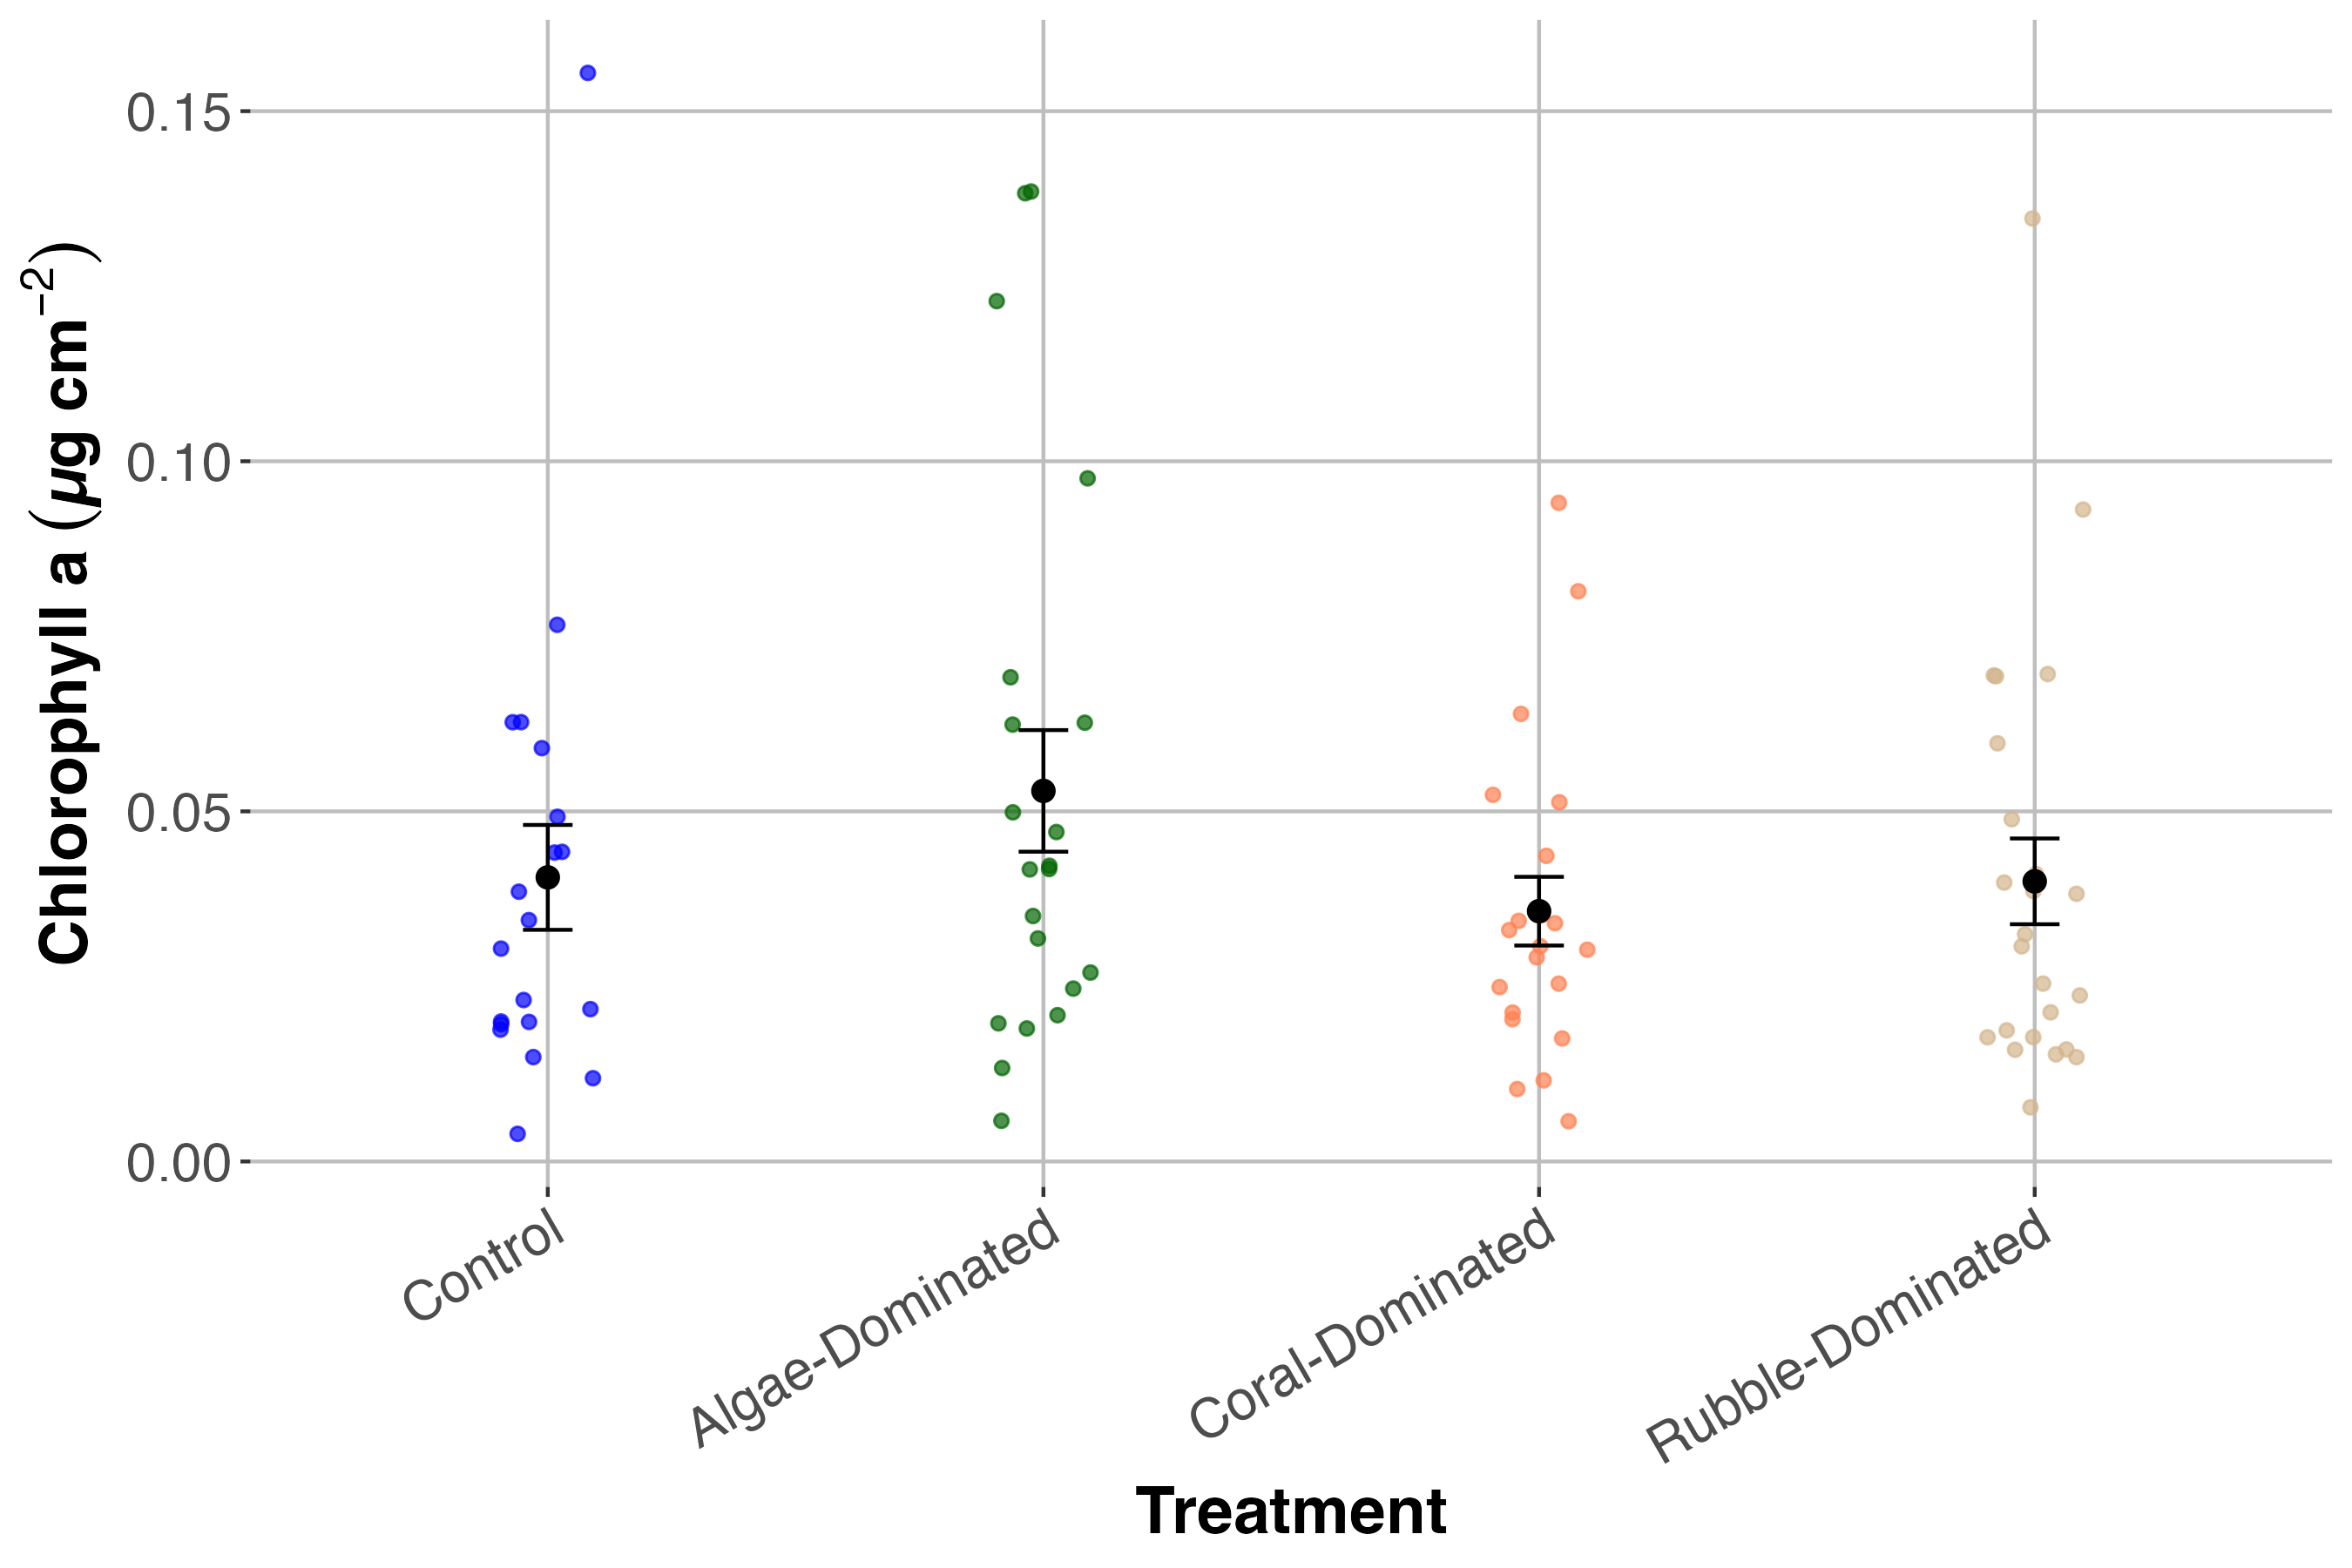 Chlorophyll a (µg cm⁻²)
0.15
0.10
0.05
0.00
Control
Algae-Dominated
Coral-Dominated
Rubble-Dominated
Treatment